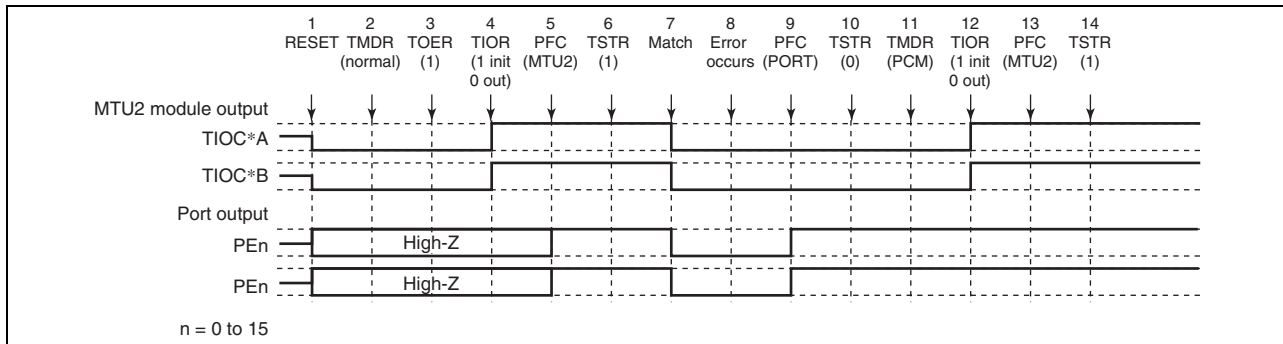 1 2 3 4 5 6 7 8 9 10 11 12 13 14
RESET TMDR TOER TIOR PFC TSTR Match Error PFC TSTR TMDR TIOR PFC TSTR
(normal) (1) (1 init (MTU2) (1) occurs (PORT) (0) (PCM) (1 init (MTU2) (1)
0 out) 0 out)
MTU2 module output
TIOC*A
TIOC*B
Port output
PEn High-Z
PEn High-Z
n = 0 to 15